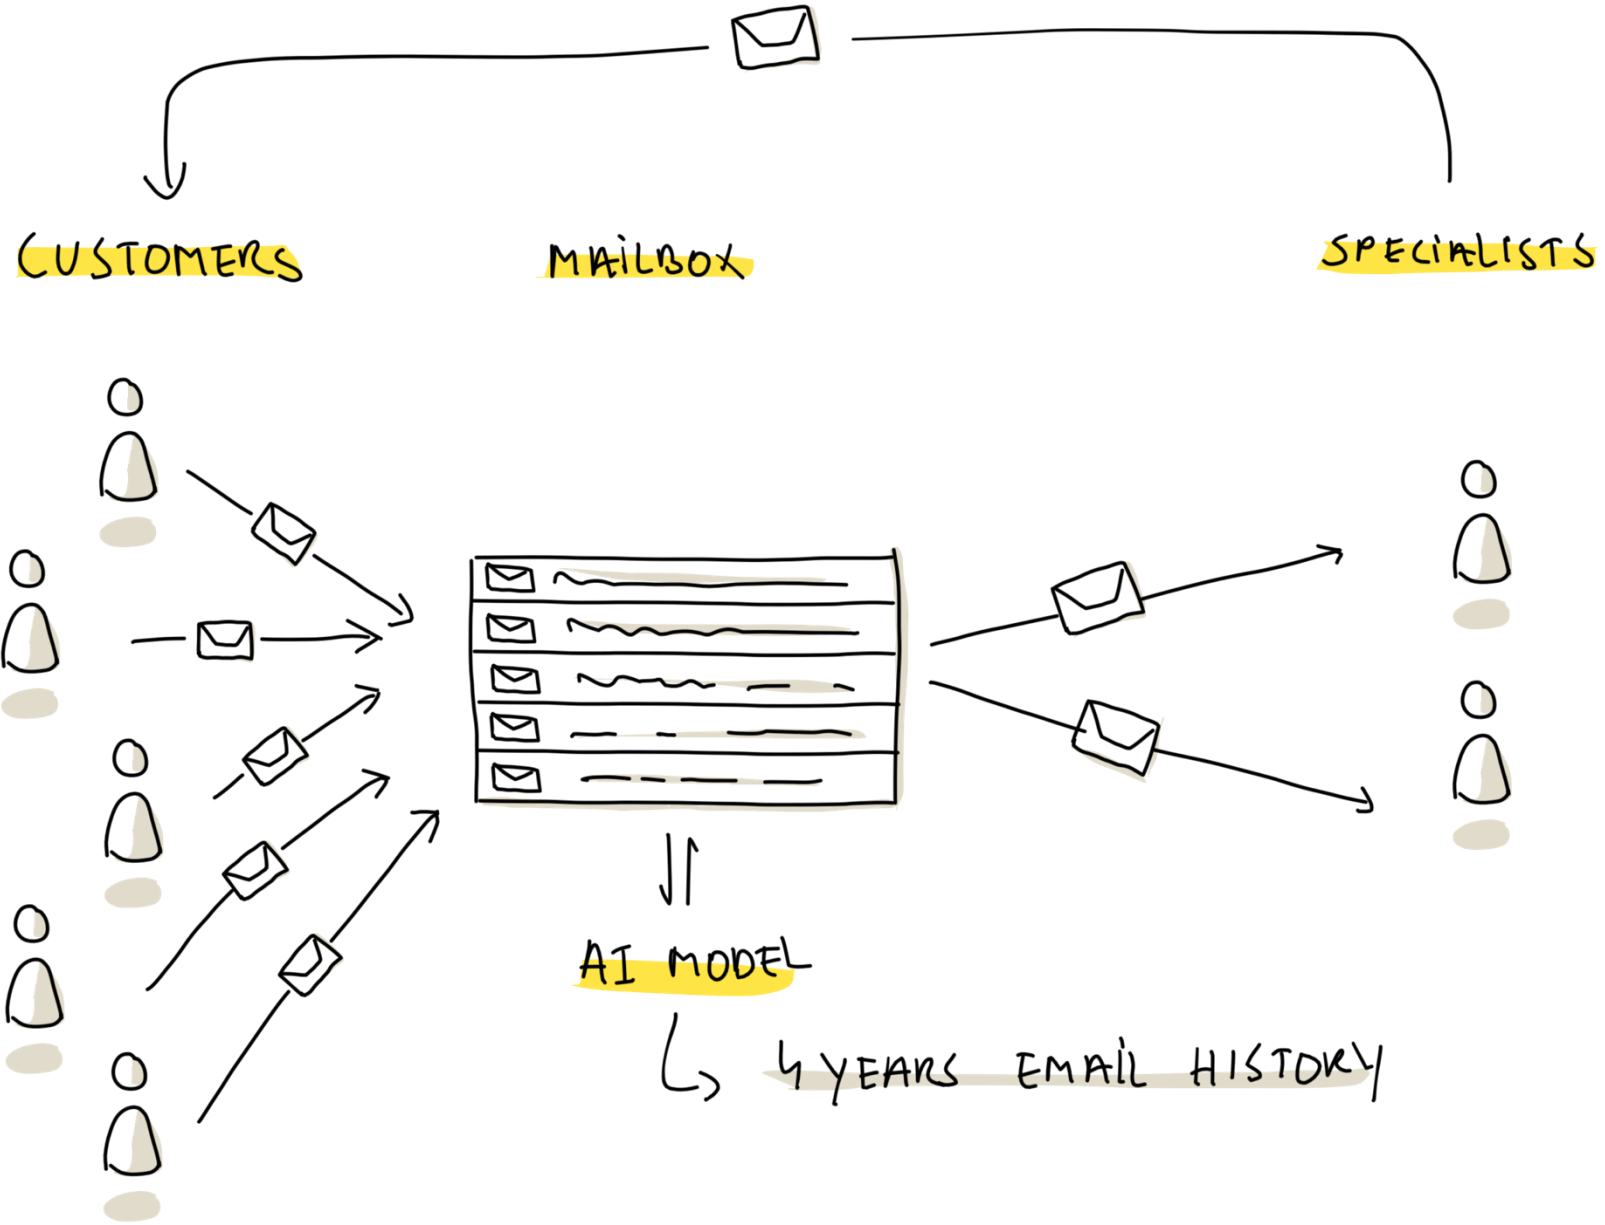 CUSTOMERS
MAiLBOX
SPECiALiSTS
AI MODEL
4 YEARS EMAiL HISTORY